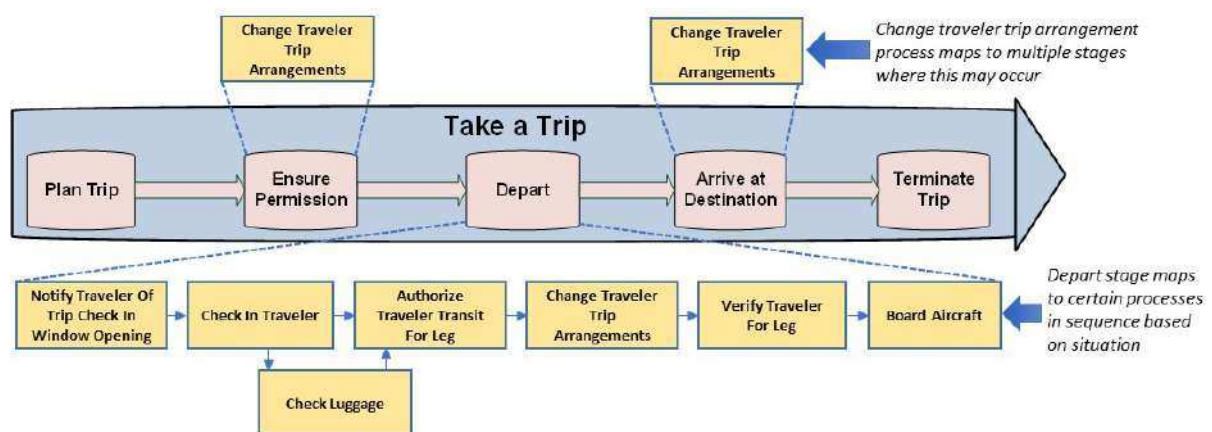 Change Traveler
Trip
Arrangements
Change Traveler
Trip
Arrangements
Change traveler trip arrangement
process maps to multiple stages
where this may occur
Take a Trip
Plan Trip
Ensure
Permission
Depart
Arrive at
Destination
Terminate
Trip
Notify Traveler Of
Trip Check In
Window Opening
Check In Traveler
Authorize
Traveler Transit
For Leg
Change Traveler
Trip
Arrangements
Verify Traveler
For Leg
Board Aircraft
Depart stage maps
to certain processes
in sequence based
on situation
Check Luggage